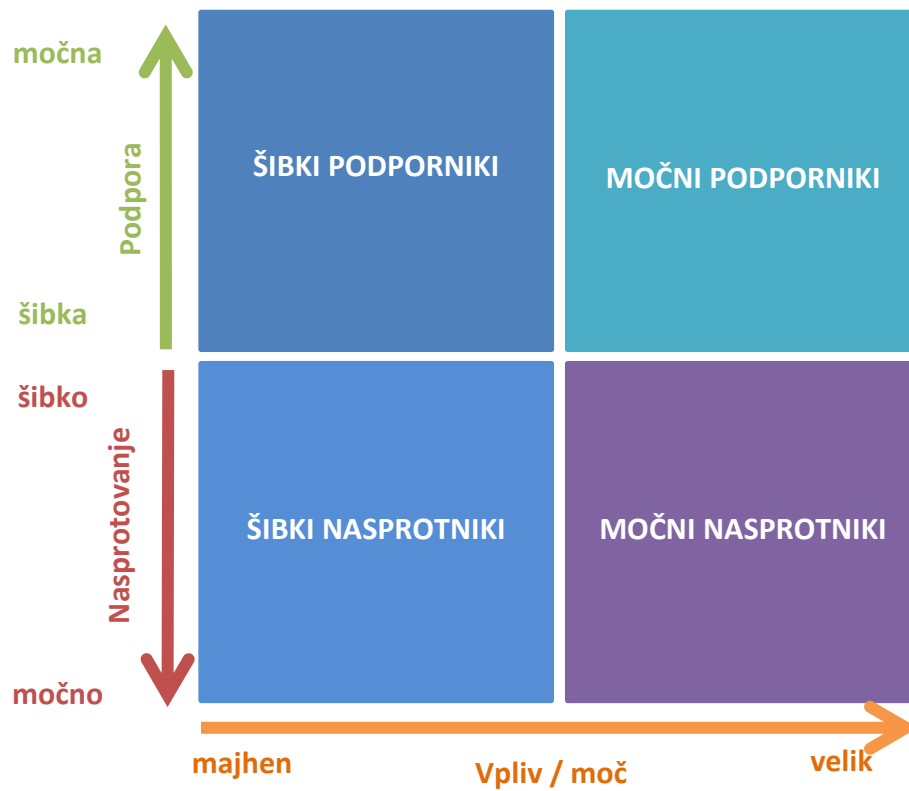 močna
Podpora
šibka
ŠIBKI PODPORNIKI
MOČNI PODPORNIKI
šibko
Nasprotovanje
močno
ŠIBKI NASPROTNIKI
MOČNI NASPROTNIKI
majhen
Vpliv / moč
velik